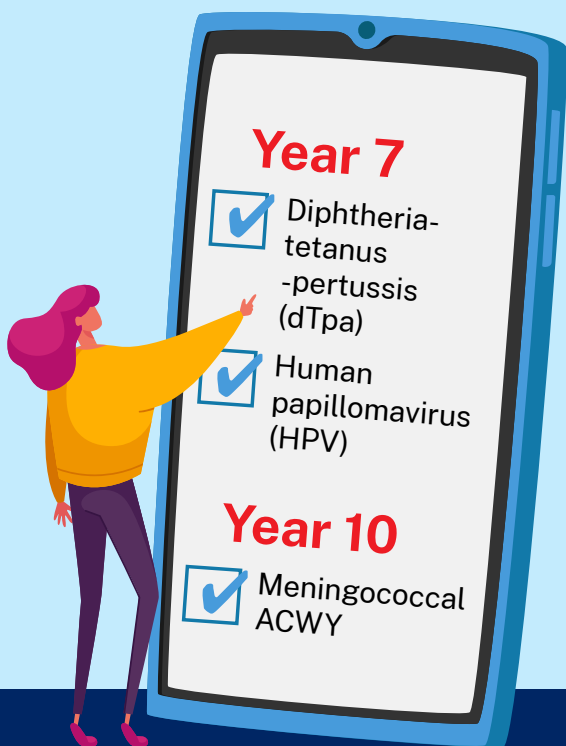 Year 7
Diphtheria-
tetanus
-pertussis
(dTpa)
Human
papillomavirus
(HPV)
Year 10
Meningococcal
ACWY